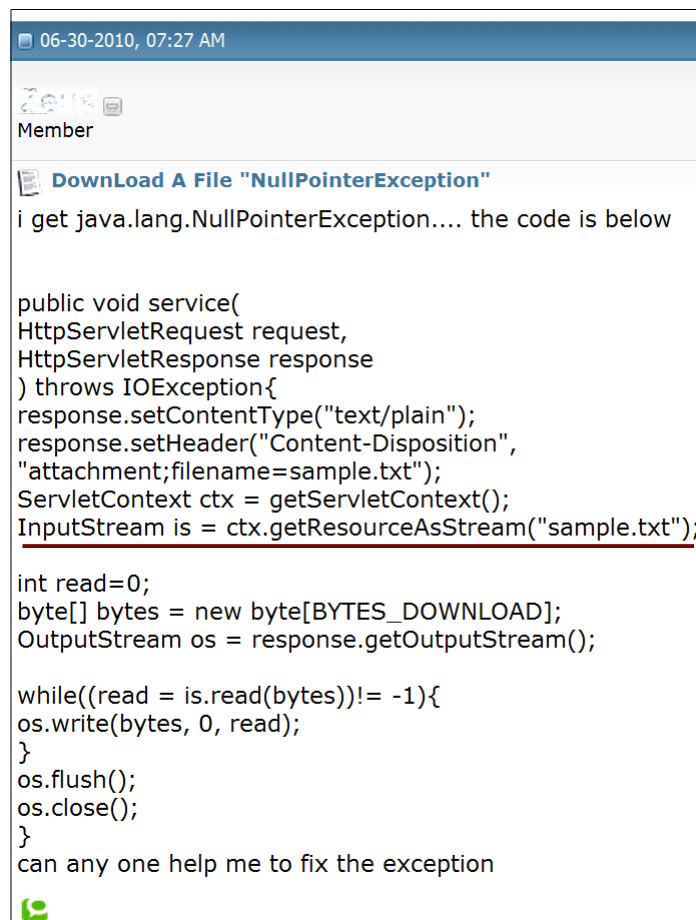 06-30-2010, 07:27 AM
Member
DownLoad A File "NullPointerException"
i get java.lang.NullPointerException.... the code is below
public void service(
HttpServletRequest request,
HttpServletResponse response
) throws IOException{
response.setContentType("text/plain");
response.setHeader("Content-Disposition",
"attachment;filename=sample.txt");
ServletContext ctx = getServletContext();
InputStream is = ctx.getResourceAsStream("sample.txt");
int read=0;
byte[] bytes = new byte[BYTES_DOWNLOAD];
OutputStream os = response.getOutputStream();
while((read = is.read(bytes))!= -1){
os.write(bytes, 0, read);
}
os.flush();
os.close();
}
can any one help me to fix the exception